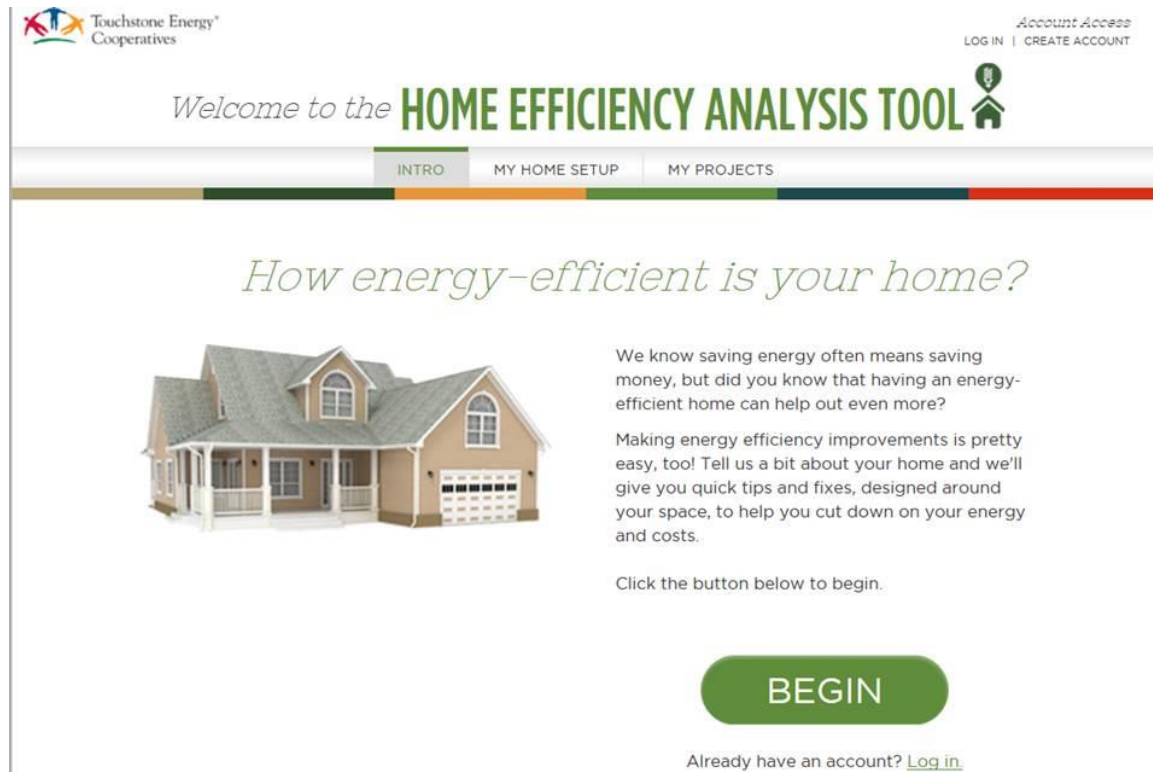 Touchstone Energy®
Cooperatives
Account Access
LOG IN | CREATE ACCOUNT
Welcome to the HOME EFFICIENCY ANALYSIS TOOL
INTRO MY HOME SETUP MY PROJECTS
How energy-efficient is your home?
We know saving energy often means saving
money, but did you know that having an energy-
efficient home can help out even more?
Making energy efficiency improvements is pretty
easy, too! Tell us a bit about your home and we'll
give you quick tips and fixes, designed around
your space, to help you cut down on your energy
and costs.
Click the button below to begin.
BEGIN
Already have an account? Log in.